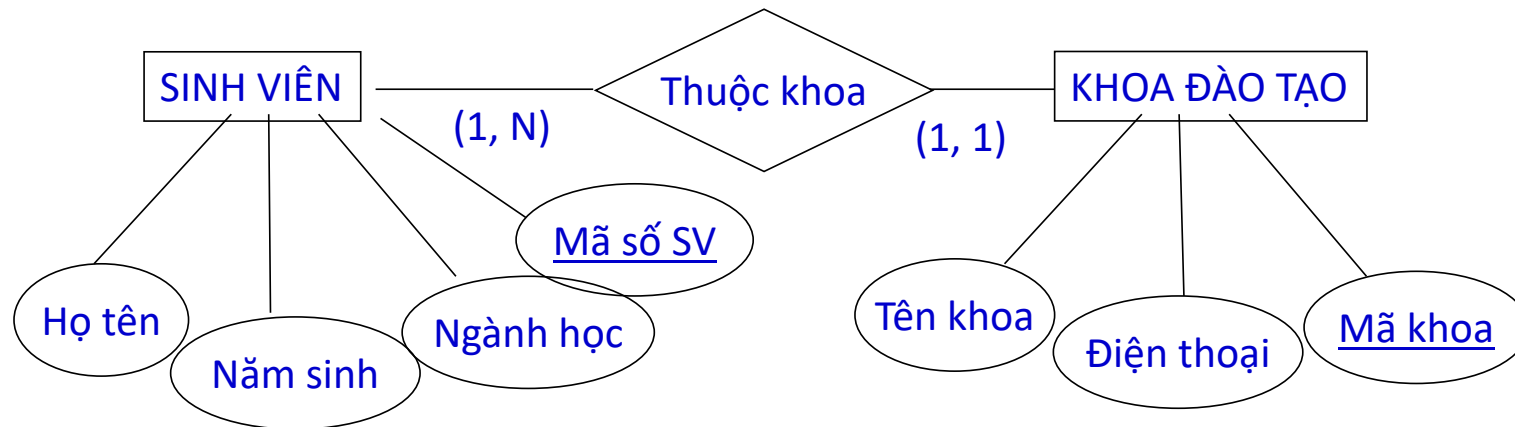 SINH VIÊN
Thuộc khoa
KHOA ĐÀO TẠO
(1, N)
(1, 1)
Mã số SV
Họ tên
Năm sinh
Ngành học
Tên khoa
Điện thoại
Mã khoa